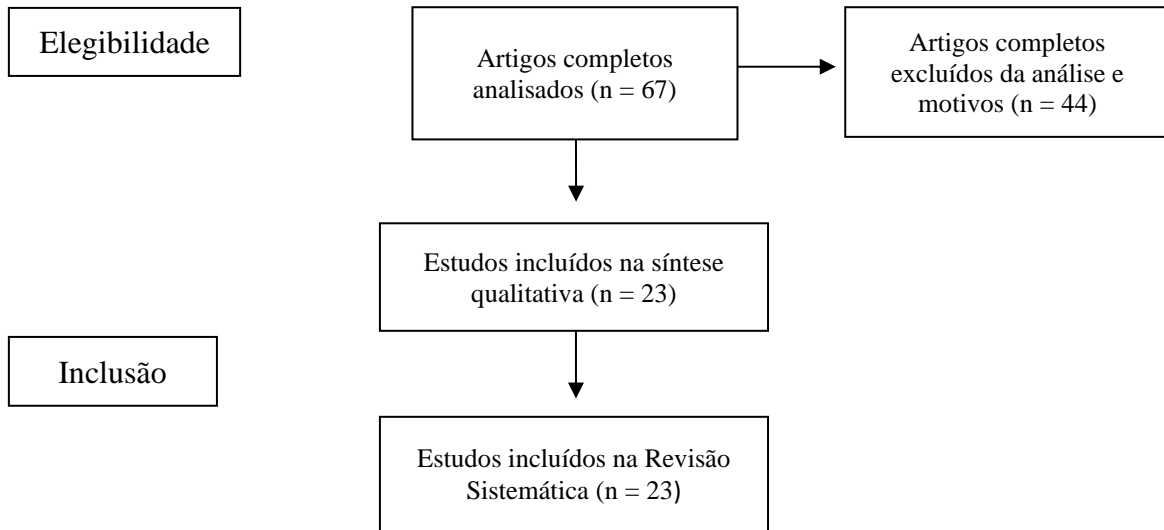 Elegibilidade
Artigos completos
analisados (n = 67)
Artigos completos
excluídos da análise e
motivos (n = 44)
Estudos incluídos na síntese
qualitativa (n = 23)
Inclusão
Estudos incluídos na Revisão
Sistemática (n = 23)